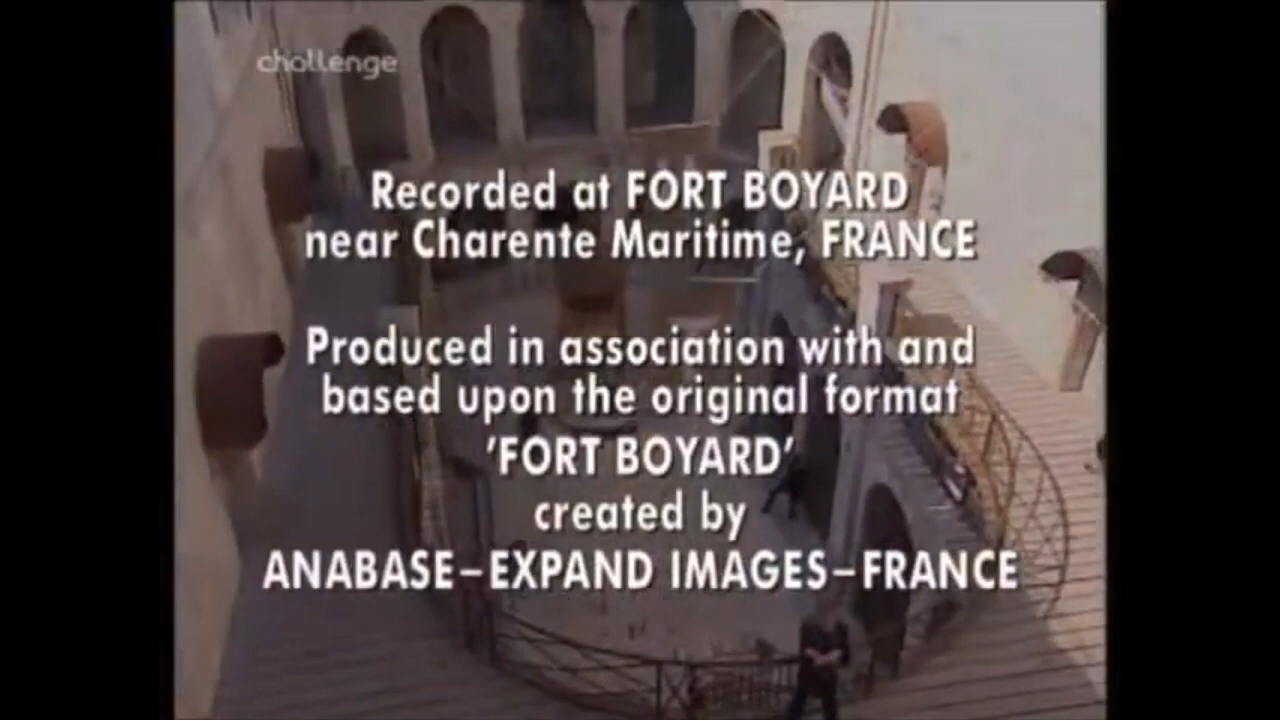 challenge
Recorded at FORT BOYARD
near Charente Maritime, FRANCE
Produced in association with and
based upon the original format
'FORT BOYARD'
created by
ANABASE-EXPAND IMAGES-FRANCE